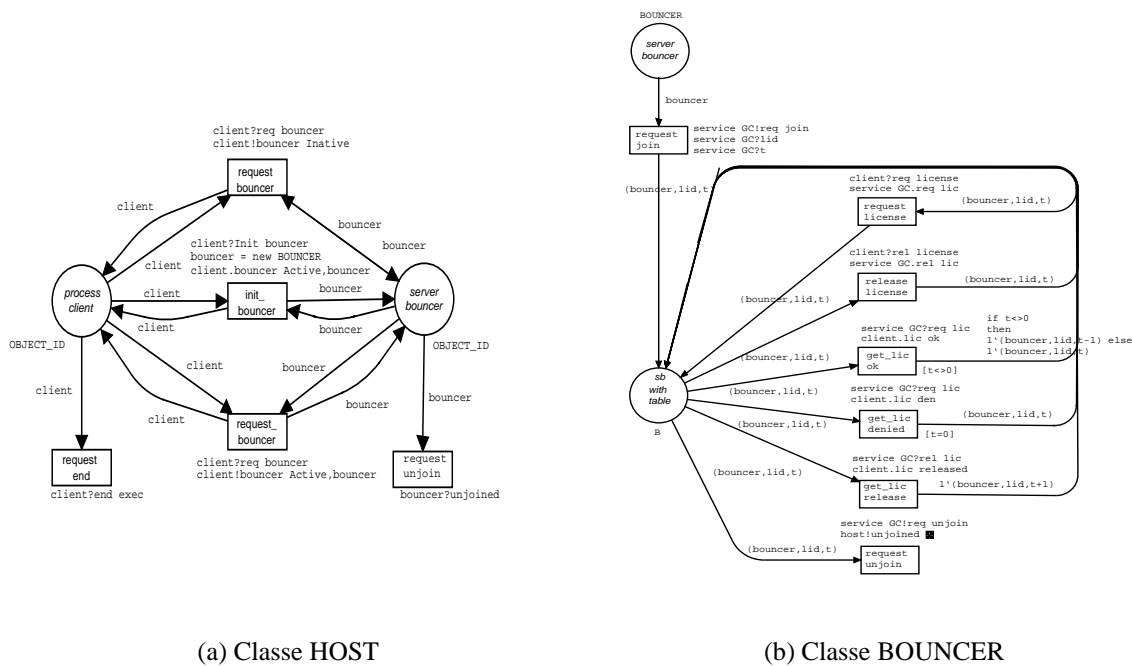 client?req bouncer
client!bouncer Inative
request
bouncer
client
client
bouncer
bouncer
client?Init bouncer
bouncer = new BOUNCER
client.bouncer Active,bouncer
process
client
client
init_
bouncer
bouncer
server
bouncer
client
bouncer
OBJECT_ID
OBJECT_ID
client
bouncer
client
bouncer
bouncer
client
request_
bouncer
request
end
client?req bouncer
client!bouncer Active,bouncer
request
unjoin
client?end exec
bouncer?unjoined
(a) Classe HOST
BOUNCER
server
bouncer
bouncer
request
join
service GC!req join
service GC?lid
service GC?t
(bouncer,lid,t)
client?req license
service GC.req lic
request
license
(bouncer,lid,t)
client?rel license
service GC.rel lic
release
license
(bouncer,lid,t)
(bouncer,lid,t)
(bouncer,lid,t)
service GC?req lic
client.lic ok
get_lic
ok
[t<>0]
if t<>0
then
1`(bouncer,lid,t-1) else
1`(bouncer,lid,t)
sb
with
table
B
(bouncer,lid,t)
service GC?req lic
client.lic den
get_lic
denied
[t=0]
(bouncer,lid,t)
(bouncer,lid,t)
service GC?rel lic
client.lic released
get_lic
release
1`(bouncer,lid,t+1)
(bouncer,lid,t)
service GC!req unjoin
host!unjoined
(bouncer,lid,t)
request
unjoin
(b) Classe BOUNCER